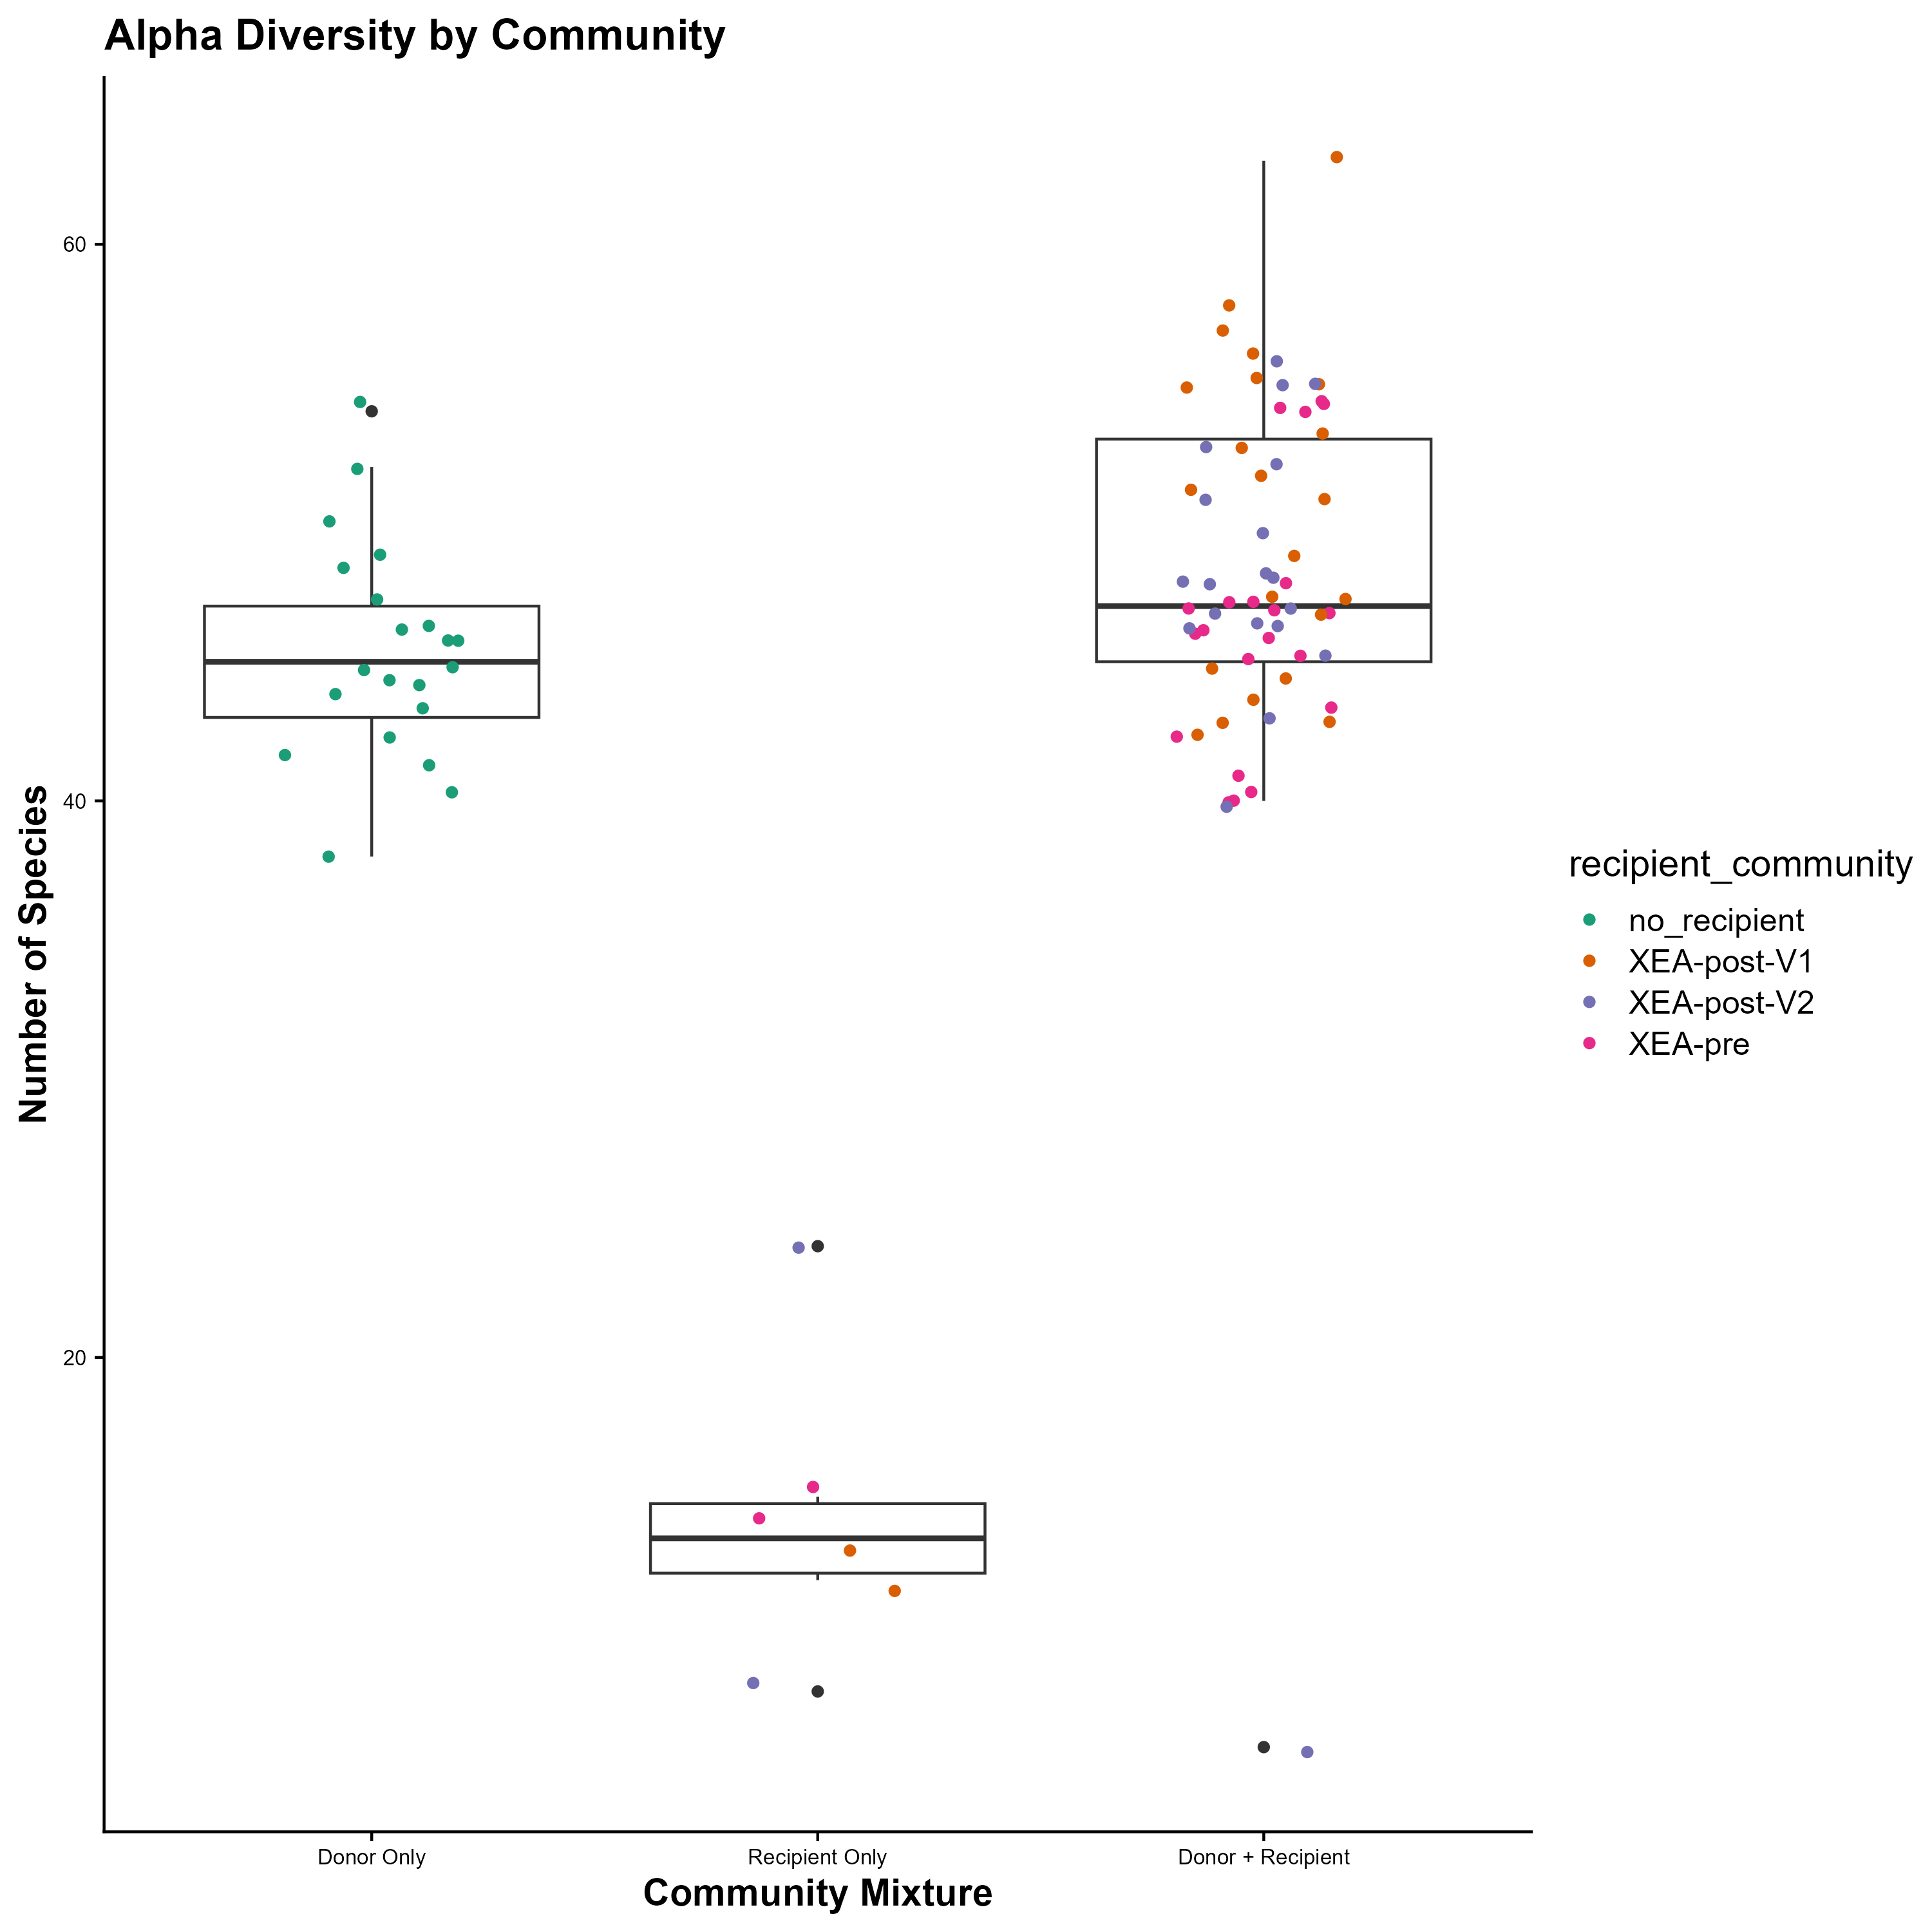 Alpha Diversity by Community
Number of Species
60
40
20
Donor Only
Recipient Only
Donor + Recipient
Community Mixture
recipient_community
no_recipient
XEA-post-V1
XEA-post-V2
XEA-pre